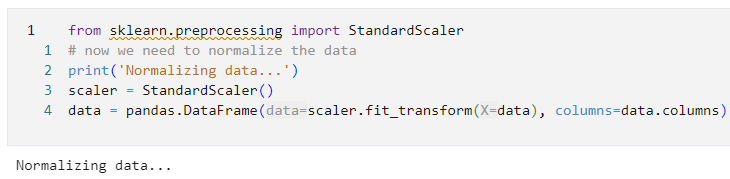 1 from sklearn.preprocessing import StandardScaler
1 # now we need to normalize the data
2 print('Normalizing data...')
3 scaler = StandardScaler()
4 data = pandas.DataFrame(data=scaler.fit_transform(X=data), columns=data.columns)
Normalizing data...